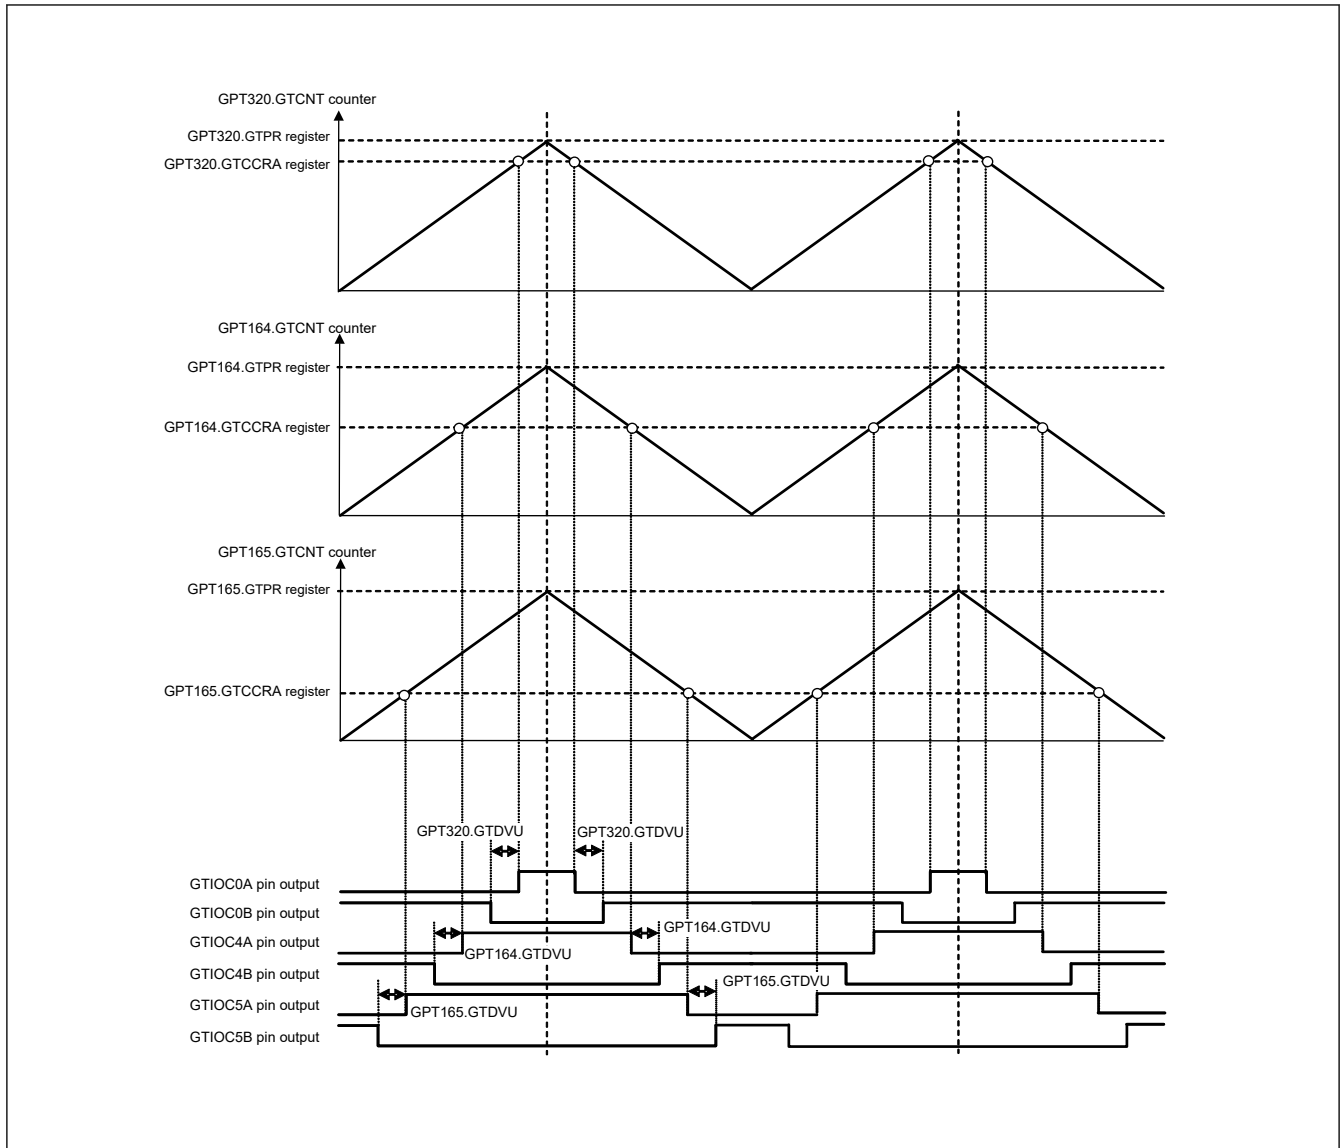 GPT320.GTCNT counter
GPT320.GTPR register
GPT320.GTCCRA register
GPT164.GTCNT counter
GPT164.GTPR register
GPT164.GTCCRA register
GPT165.GTCNT counter
GPT165.GTPR register
GPT165.GTCCRA register
GPT320.GTDVU GPT320.GTDVU
GTIOC0A pin output
GTIOC0B pin output
GPT164.GTDVU
GTIOC4A pin output
GPT164.GTDVU
GTIOC4B pin output
GPT165.GTDVU
GTIOC5A pin output
GPT165.GTDVU
GTIOC5B pin output